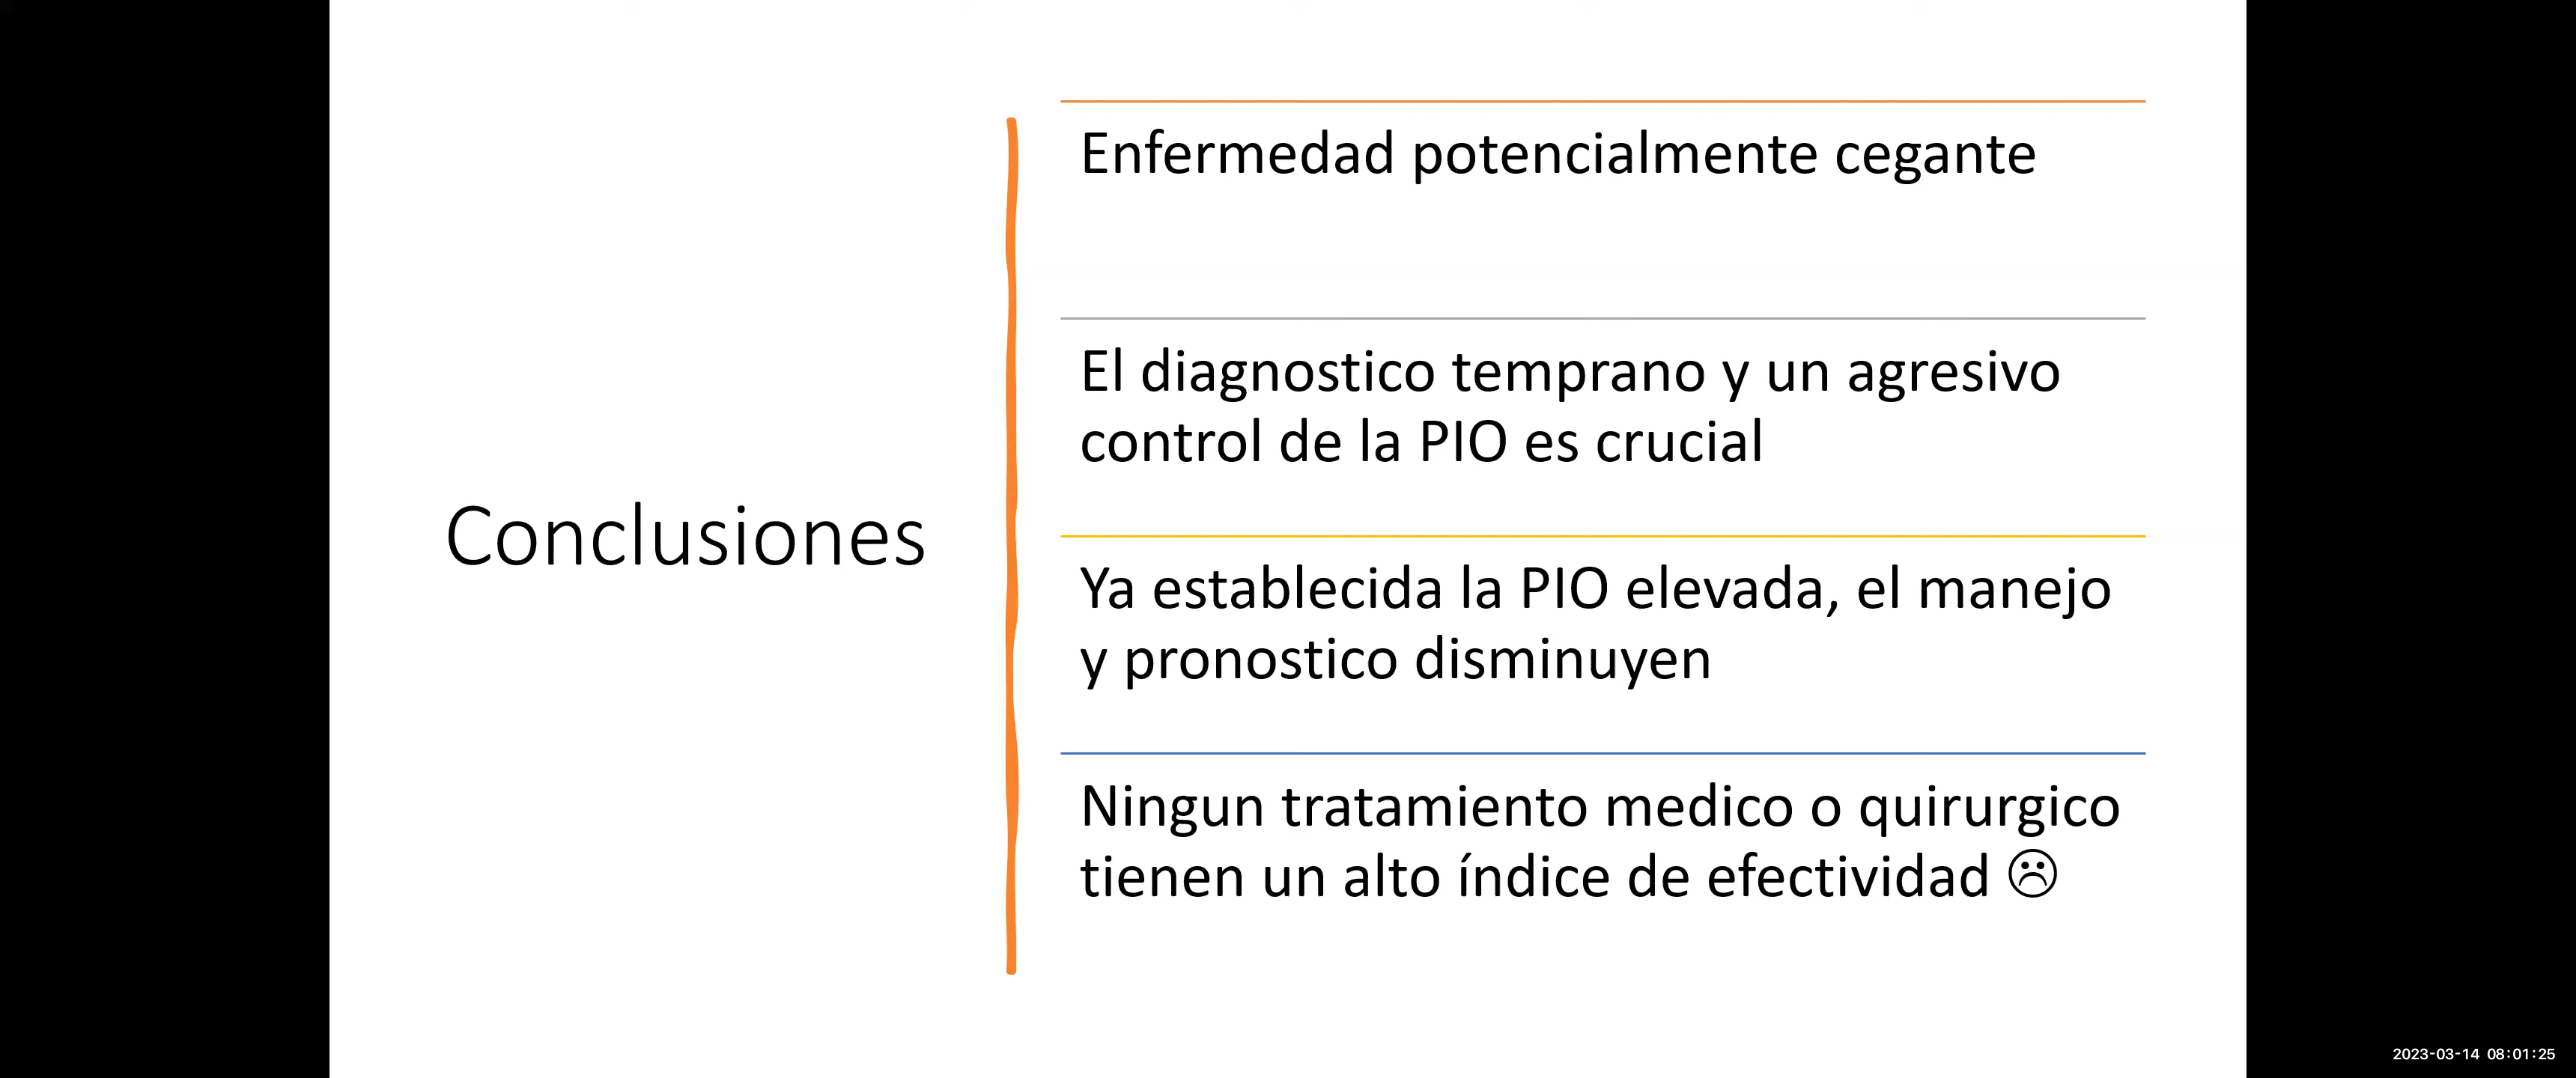 Conclusiones
Enfermedad potencialmente cegante
El diagnostico temprano y un agresivo
control de la PIO es crucial
Ya establecida la PIO elevada, el manejo
y pronostico disminuyen
Ningun tratamiento medico o quirurgico
tienen un alto índice de efectividad ☹
2023-03-14 08:01:25